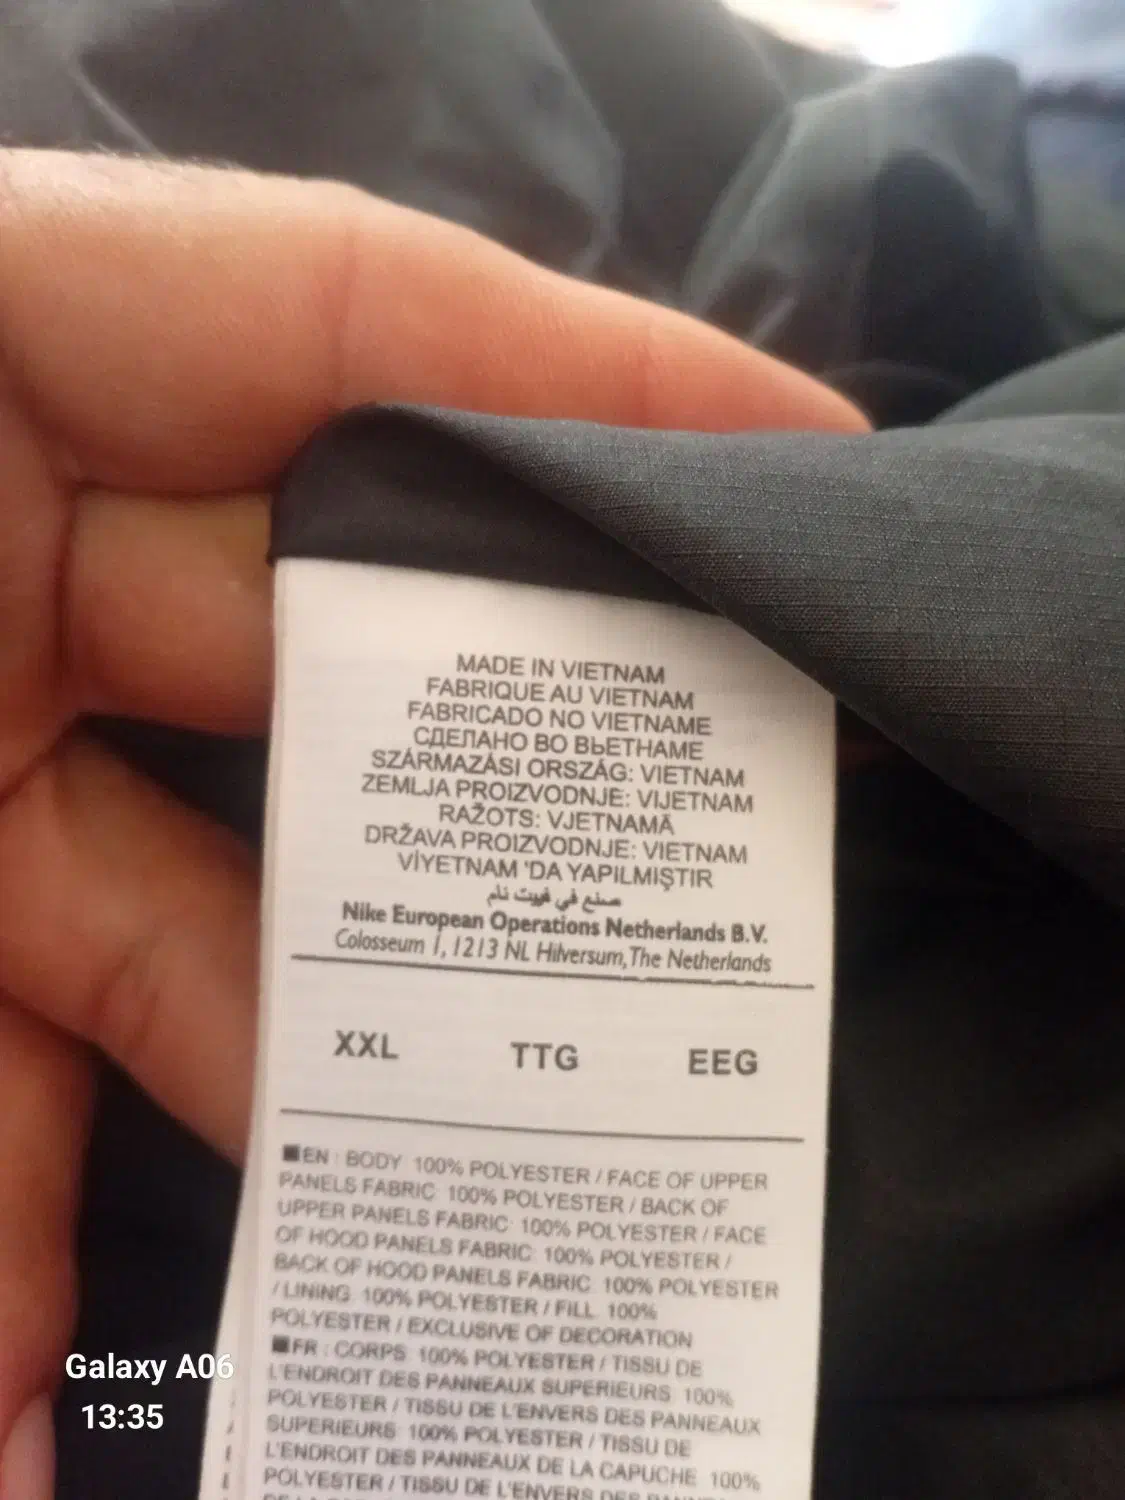 MADE IN VIETNAM
FABRIQUE AU VIETNAM
FABRICADO NO VIETNAME
СДЕЛАНО ВО ВЬЕТНАМЕ
SZÁRMAZÁSI ORSZÁG: VIETNAM
ZEMLJA PROIZVODNJE: VIJETNAM
RAŽOTS: VJETNAMĀ
DRŽAVA PROIZVODNJE: VIETNAM
VİYETNAM 'DA YAPILMIŞTIR
صنع في فييت نام
Nike European Operations Netherlands B.V.
Colosseum 1, 1213 NL Hilversum, The Netherlands
XXL TTG EEG
EN : BODY 100% POLYESTER / FACE OF UPPER
PANELS FABRIC 100% POLYESTER / BACK OF
UPPER PANELS FABRIC 100% POLYESTER / FACE
OF HOOD PANELS FABRIC 100% POLYESTER /
BACK OF HOOD PANELS FABRIC 100% POLYESTER
/ LINING 100% POLYESTER / FILL 100%
POLYESTER / EXCLUSIVE OF DECORATION
FR : CORPS 100% POLYESTER / TISSU DE
L'ENDROIT DES PANNEAUX SUPERIEURS 100%
POLYESTER / TISSU DE L'ENVERS DES PANNEAUX
SUPERIEURS 100% POLYESTER / TISSU DE
L'ENDROIT DES PANNEAUX DE LA CAPUCHE 100%
POLYESTER / TISSU DE L'ENVERS DES
Galaxy A06
13:35